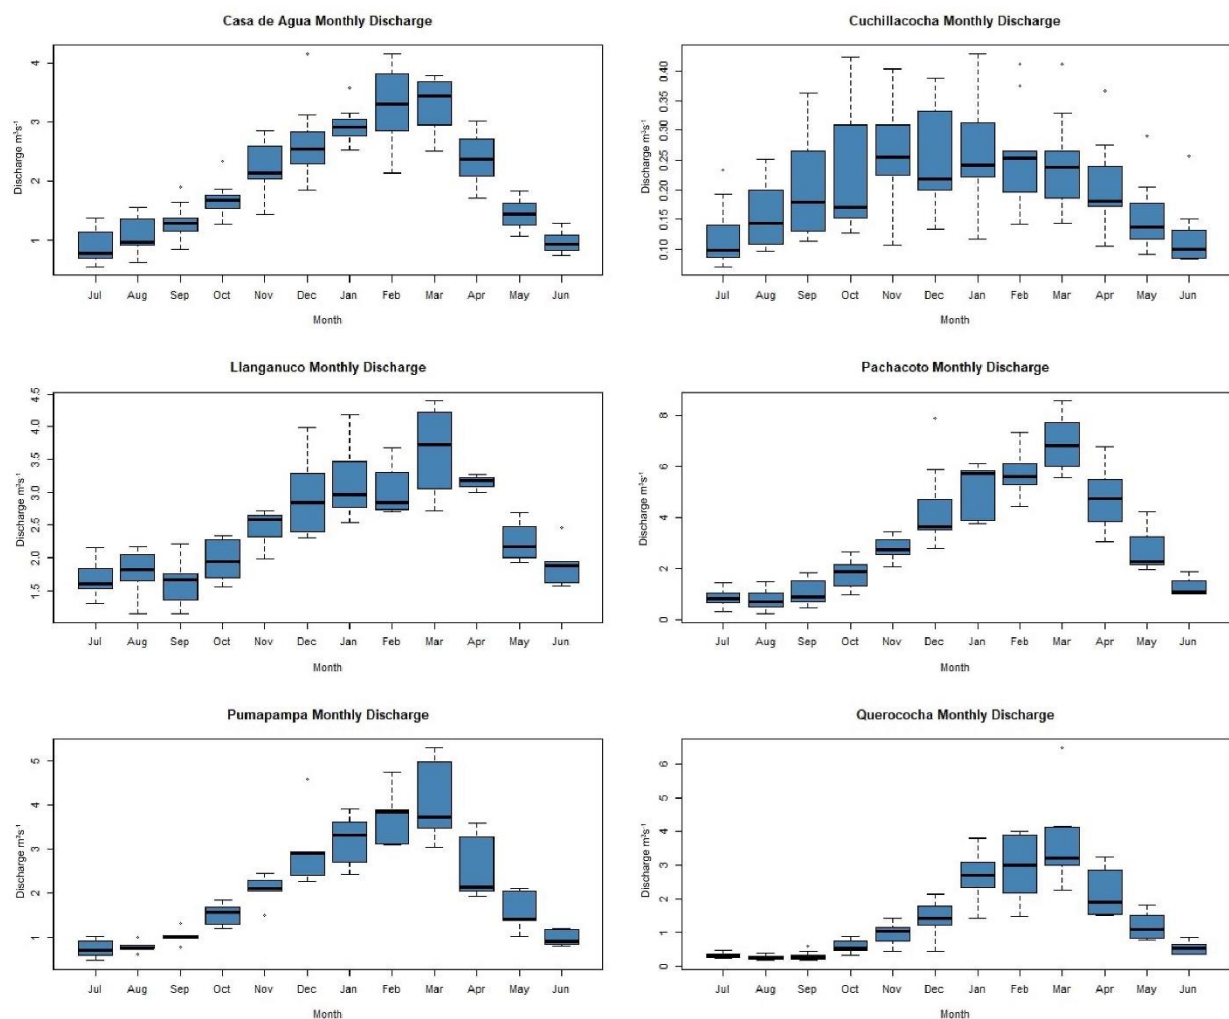 Casa de Agua Monthly Discharge
Discharge m³s⁻¹
4
3
2
1
Jul Aug Sep Oct Nov Dec Jan Feb Mar Apr May Jun
Month
Cuchillacocha Monthly Discharge
Discharge m³s⁻¹
0.40
0.35
0.30
0.25
0.20
0.15
0.10
Jul Aug Sep Oct Nov Dec Jan Feb Mar Apr May Jun
Month
Llanganuco Monthly Discharge
Discharge m³s⁻¹
4.5
4.0
3.5
3.0
2.5
2.0
1.5
Jul Aug Sep Oct Nov Dec Jan Feb Mar Apr May Jun
Month
Pachacoto Monthly Discharge
Discharge m³s⁻¹
8
6
4
2
0
Jul Aug Sep Oct Nov Dec Jan Feb Mar Apr May Jun
Month
Pumapampa Monthly Discharge
Discharge m³s⁻¹
5
4
3
2
1
Jul Aug Sep Oct Nov Dec Jan Feb Mar Apr May Jun
Month
Querococha Monthly Discharge
Discharge m³s⁻¹
6
5
4
3
2
1
0
Jul Aug Sep Oct Nov Dec Jan Feb Mar Apr May Jun
Month